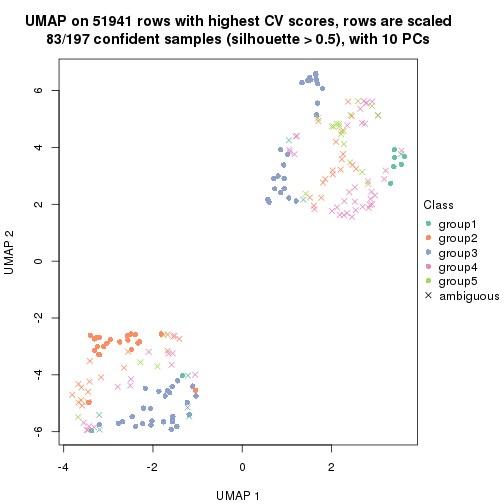 UMAP on 51941 rows with highest CV scores, rows are scaled
83/197 confident samples (silhouette > 0.5), with 10 PCs
6
4
2
0
-2
-4
-6
UMAP 2
-4
-2
0
2
UMAP 1
Class
group1
group2
group3
group4
group5
ambiguous